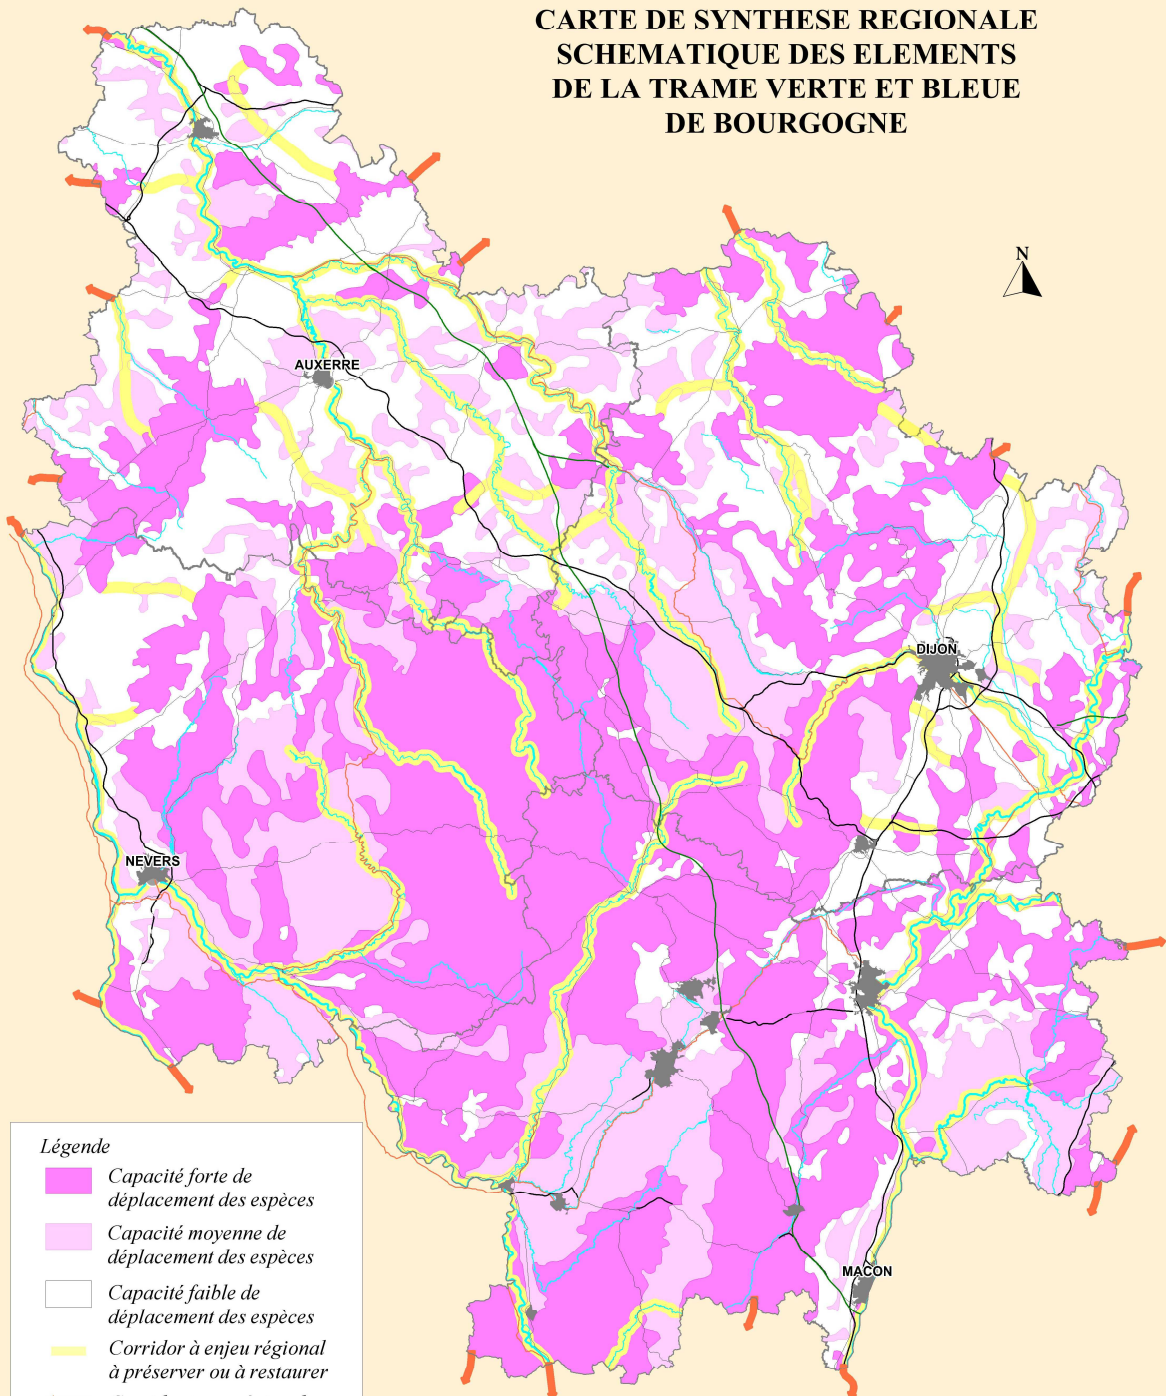 CARTE DE SYNTHESE REGIONALE
SCHEMATIQUE DES ELEMENTS
DE LA TRAME VERTE ET BLEUE
DE BOURGOGNE
N
AUXERRE
DIJON
NEVERS
MACON
Légende
Capacité forte de
déplacement des espèces
Capacité moyenne de
déplacement des espèces
Capacité faible de
déplacement des espèces
Corridor à enjeu régional
à préserver ou à restaurer